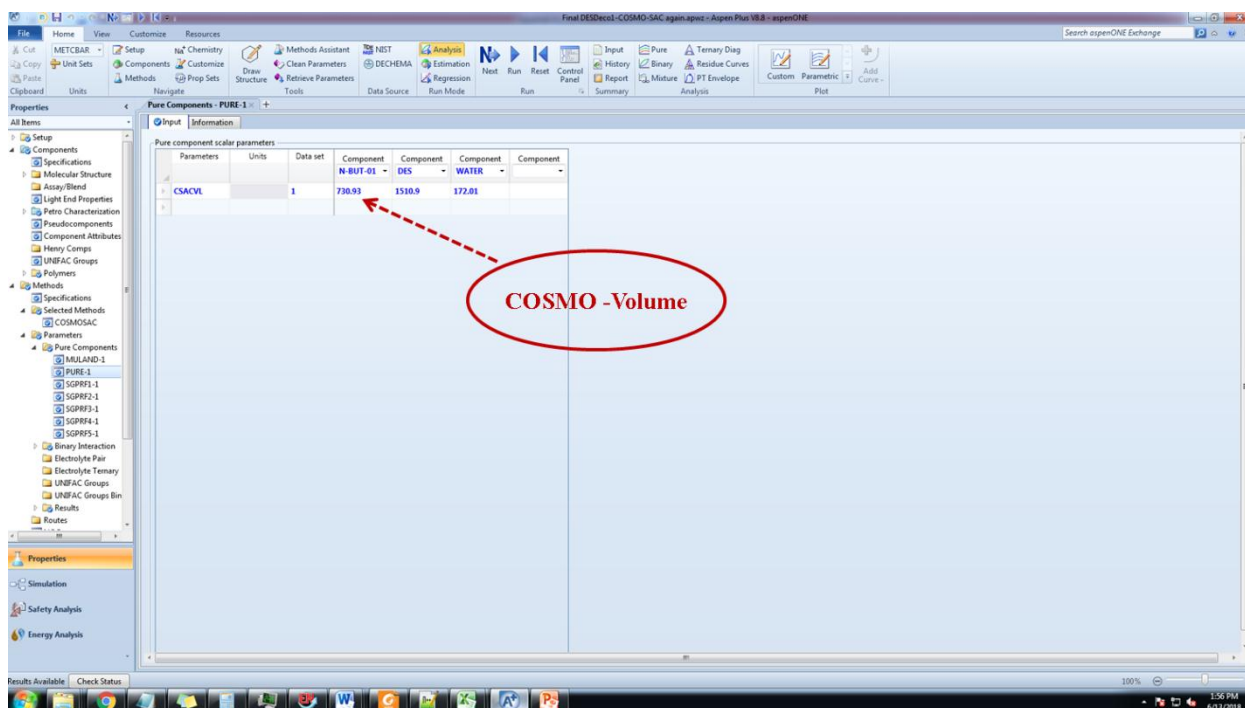 Final DESDeco1-COSMO-SAC again.apwz - Aspen Plus V8.8 - aspenONE
File Home View Customize Resources Search aspenONE Exchange
Cut METCBAR Setup Chemistry Methods Assistant NIST Analysis Input Pure Ternary Diag
Copy Unit Sets Components Customize Draw Structure Clean Parameters DECHEMA Estimation Next Run Reset Control Panel History Binary Residue Curves Custom Parametric Add Curve
Paste Methods Prop Sets Retrieve Parameters Regression Report Mixture PT Envelope
Clipboard Units Navigate Tools Data Source Run Mode Run Summary Analysis Plot
Properties Pure Components - PURE-1
All Items Input Information
Setup
Components
Specifications
Molecular Structure
Assay/Blend
Light End Properties
Petro Characterization
Pseudocomponents
Component Attributes
Henry Comps
UNIFAC Groups
Polymers
Methods
Specifications
Selected Methods
COSMOSAC
Parameters
Pure Components
MULAND-1
PURE-1
SGPRF1-1
SGPRF2-1
SGPRF3-1
SGPRF4-1
SGPRF5-1
Binary Interaction
Electrolyte Pair
Electrolyte Ternary
UNIFAC Groups
UNIFAC Groups Bin
Results
Routes
Properties
Simulation
Safety Analysis
Energy Analysis
Pure component scalar parameters
Parameters Units Data set Component Component Component Component
N-BUT-01 DES WATER
CSACVL 1 730.93 1510.9 172.01
COSMO -Volume
Results Available Check Status 100%
1:56 PM
6/13/2018